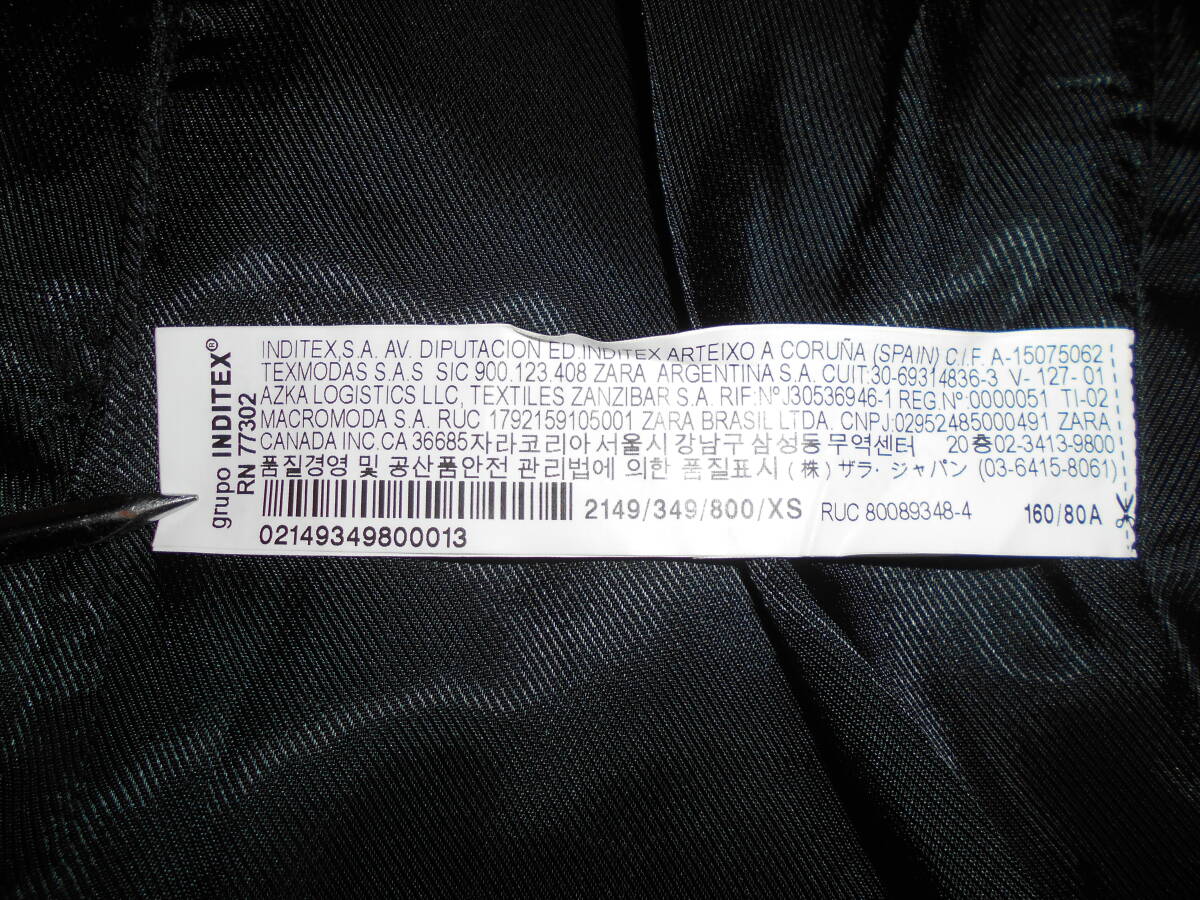 grupo INDITEX®
RN 77302
INDITEX,S.A. AV. DIPUTACION ED.INDITEX ARTEIXO A CORUÑA (SPAIN) C.I.F. A-15075062
TEXMODAS S.A.S SIC 900.123.408 ZARA ARGENTINA S.A. CUIT:30-69314836-3 V-127-01
AZKA LOGISTICS LLC, TEXTILES ZANZIBAR S.A. RIF:Nº J30536946-1 REG.Nº:0000051 TI-02
MACROMODA S.A. RUC 1792159105001 ZARA BRASIL LTDA. CNPJ:02952485000491 ZARA
CANADA INC.CA 36685자라코리아서울시 강남구 삼성동 무역센터 20층02-3413-9800
품질경영 및 공산품안전 관리법에 의한 품질표시 (株) ザラ・ジャパン (03-6415-8061)
2149/349/800/XS RUC 80089348-4 160/80A
02149349800013